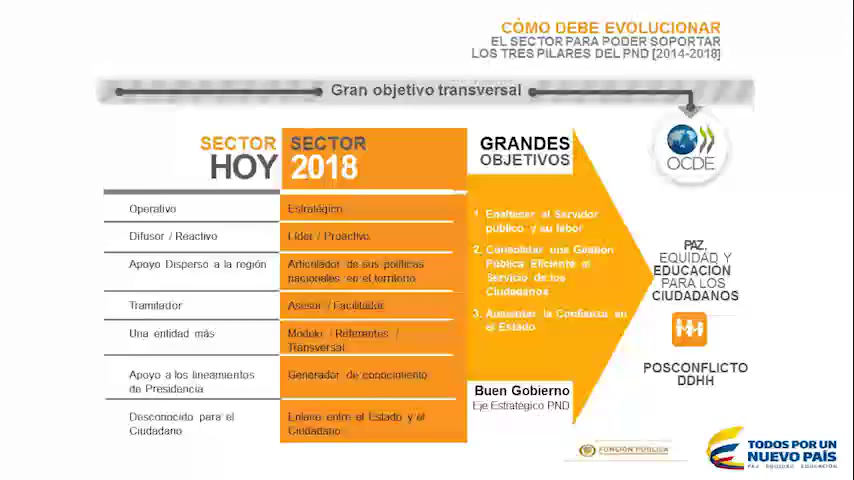 CÓMO DEBE EVOLUCIONAR
EL SECTOR PARA PODER SOPORTAR
LOS TRES PILARES DEL PND [2014-2018]
Gran objetivo transversal
OCDE
SECTOR
HOY
SECTOR
2018
GRANDES
OBJETIVOS
Operativo
Estratégico
Difusor / Reactivo
Líder / Proactivo
Apoyo Disperso a la región
Articulador de sus políticas
nacionales en el territorio
Tramitador
Asesor / Facilitador
Una entidad más
Modelo / Referentes /
Transversal
Apoyo a los lineamientos
de Presidencia
Generador de conocimiento
Desconocido para el
Ciudadano
Enlace entre el Estado y el
Ciudadano
1. Enaltecer al Servidor
público y su labor
2. Consolidar una Gestión
Pública Eficiente al
Servicio de los
Ciudadanos
3. Aumentar la Confianza en
el Estado
Buen Gobierno
Eje Estratégico PND
PAZ,
EQUIDAD Y
EDUCACIÓN
PARA LOS
CIUDADANOS
POSCONFLICTO
DDHH
FUNCIÓN PÚBLICA
TODOS POR UN
NUEVO PAÍS
PAZ EQUIDAD EDUCACIÓN